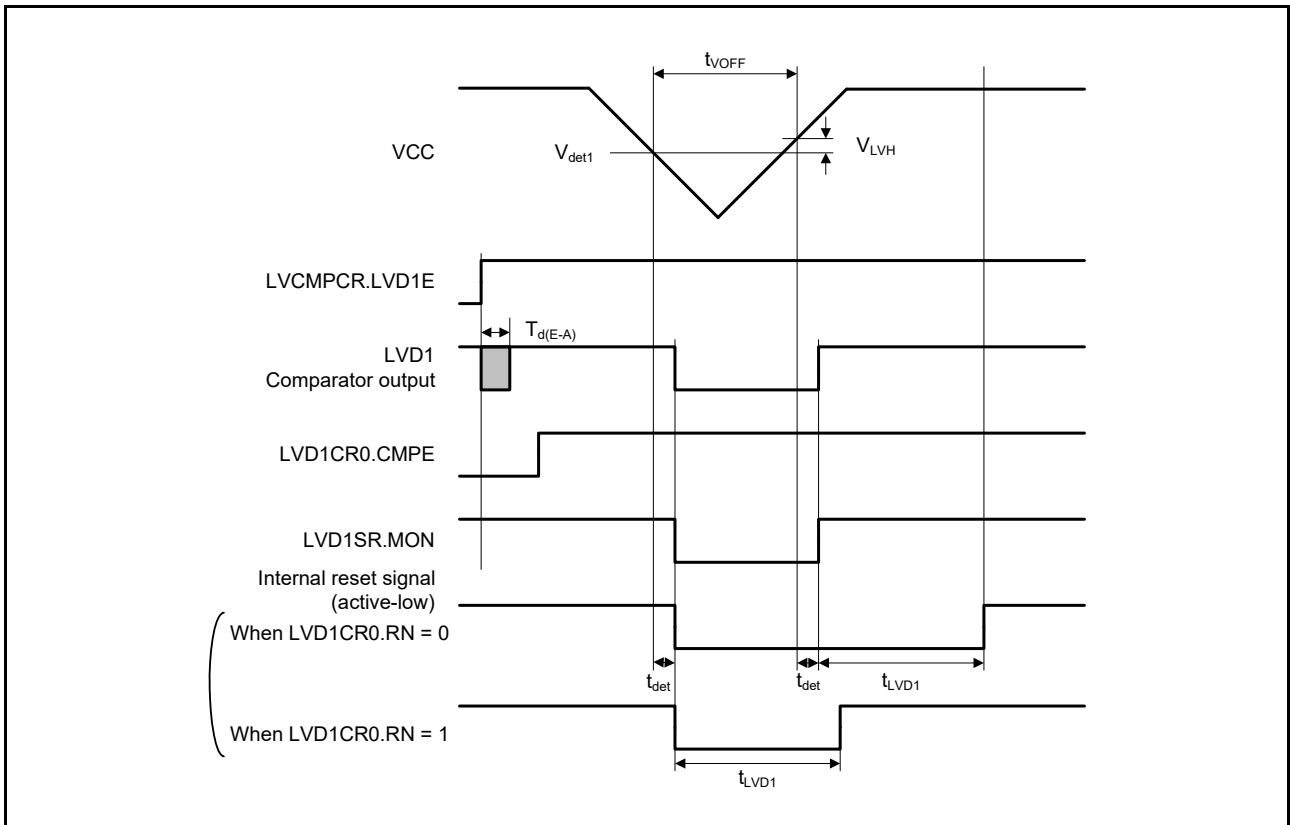 tVOFF
VCC
Vdet1
VLVH
LVCMPCR.LVD1E
Td(E-A)
LVD1
Comparator output
LVD1CR0.CMPE
LVD1SR.MON
Internal reset signal
(active-low)
When LVD1CR0.RN = 0
tdet
tdet
tLVD1
When LVD1CR0.RN = 1
tLVD1